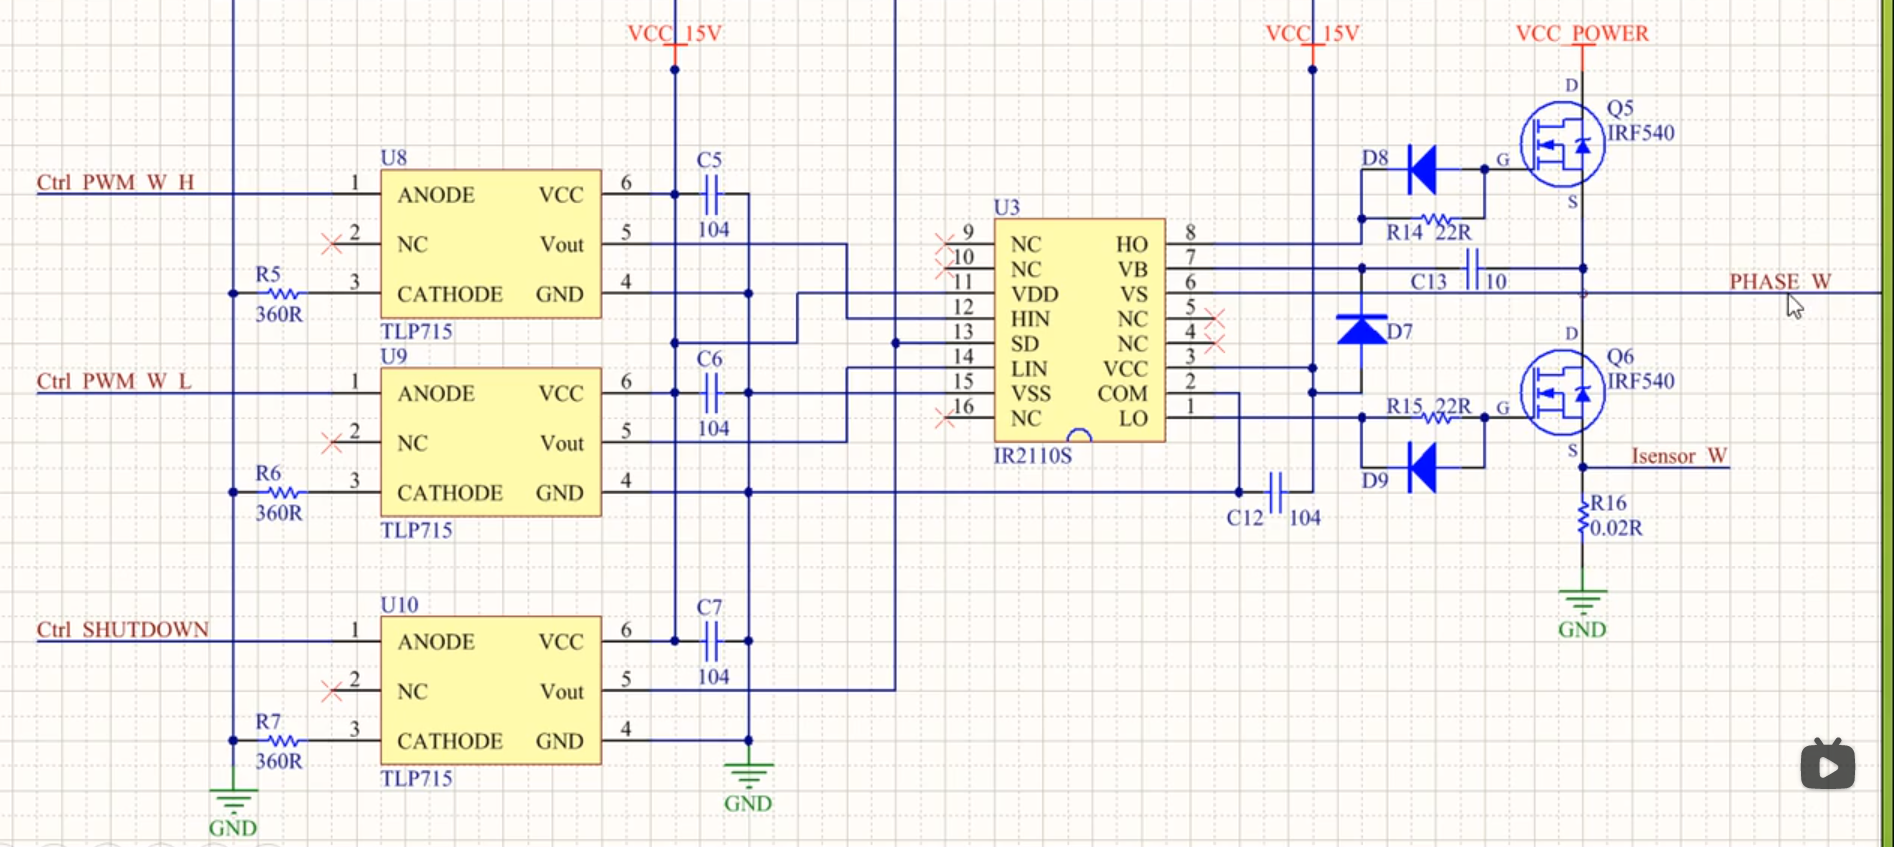 VCC_15V
VCC_15V
VCC_POWER
D
Q5
IRF540
G
S
Ctrl_PWM_W_H
U8
1 ANODE VCC 6
2 NC Vout 5
3 CATHODE GND 4
TLP715
R5
360R
C5
104
D8
R14 22R
U3
9 NC HO 8
10 NC VB 7
11 VDD VS 6
12 HIN NC 5
13 SD NC 4
14 LIN VCC 3
15 VSS COM 2
16 NC LO 1
IR2110S
C13 10
PHASE_W
D7
Ctrl_PWM_W_L
U9
1 ANODE VCC 6
2 NC Vout 5
3 CATHODE GND 4
TLP715
R6
360R
C6
104
D
Q6
IRF540
G
S
R15 22R
D9
Isensor_W
C12 104
R16
0.02R
GND
Ctrl_SHUTDOWN
U10
1 ANODE VCC 6
2 NC Vout 5
3 CATHODE GND 4
TLP715
R7
360R
C7
104
GND
GND